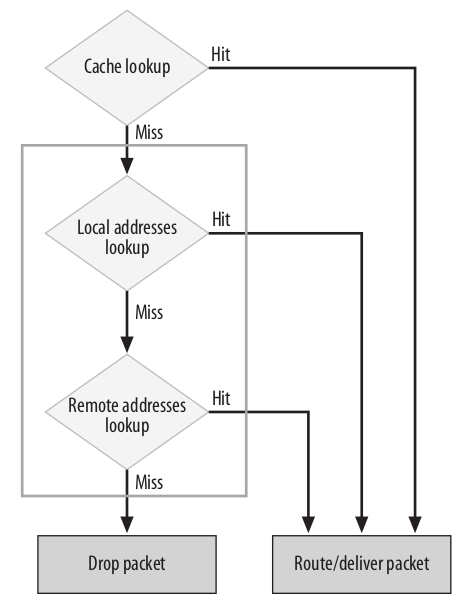 Cache lookup
Hit
Miss
Local addresses
lookup
Hit
Miss
Remote addresses
lookup
Hit
Miss
Drop packet
Route/deliver packet